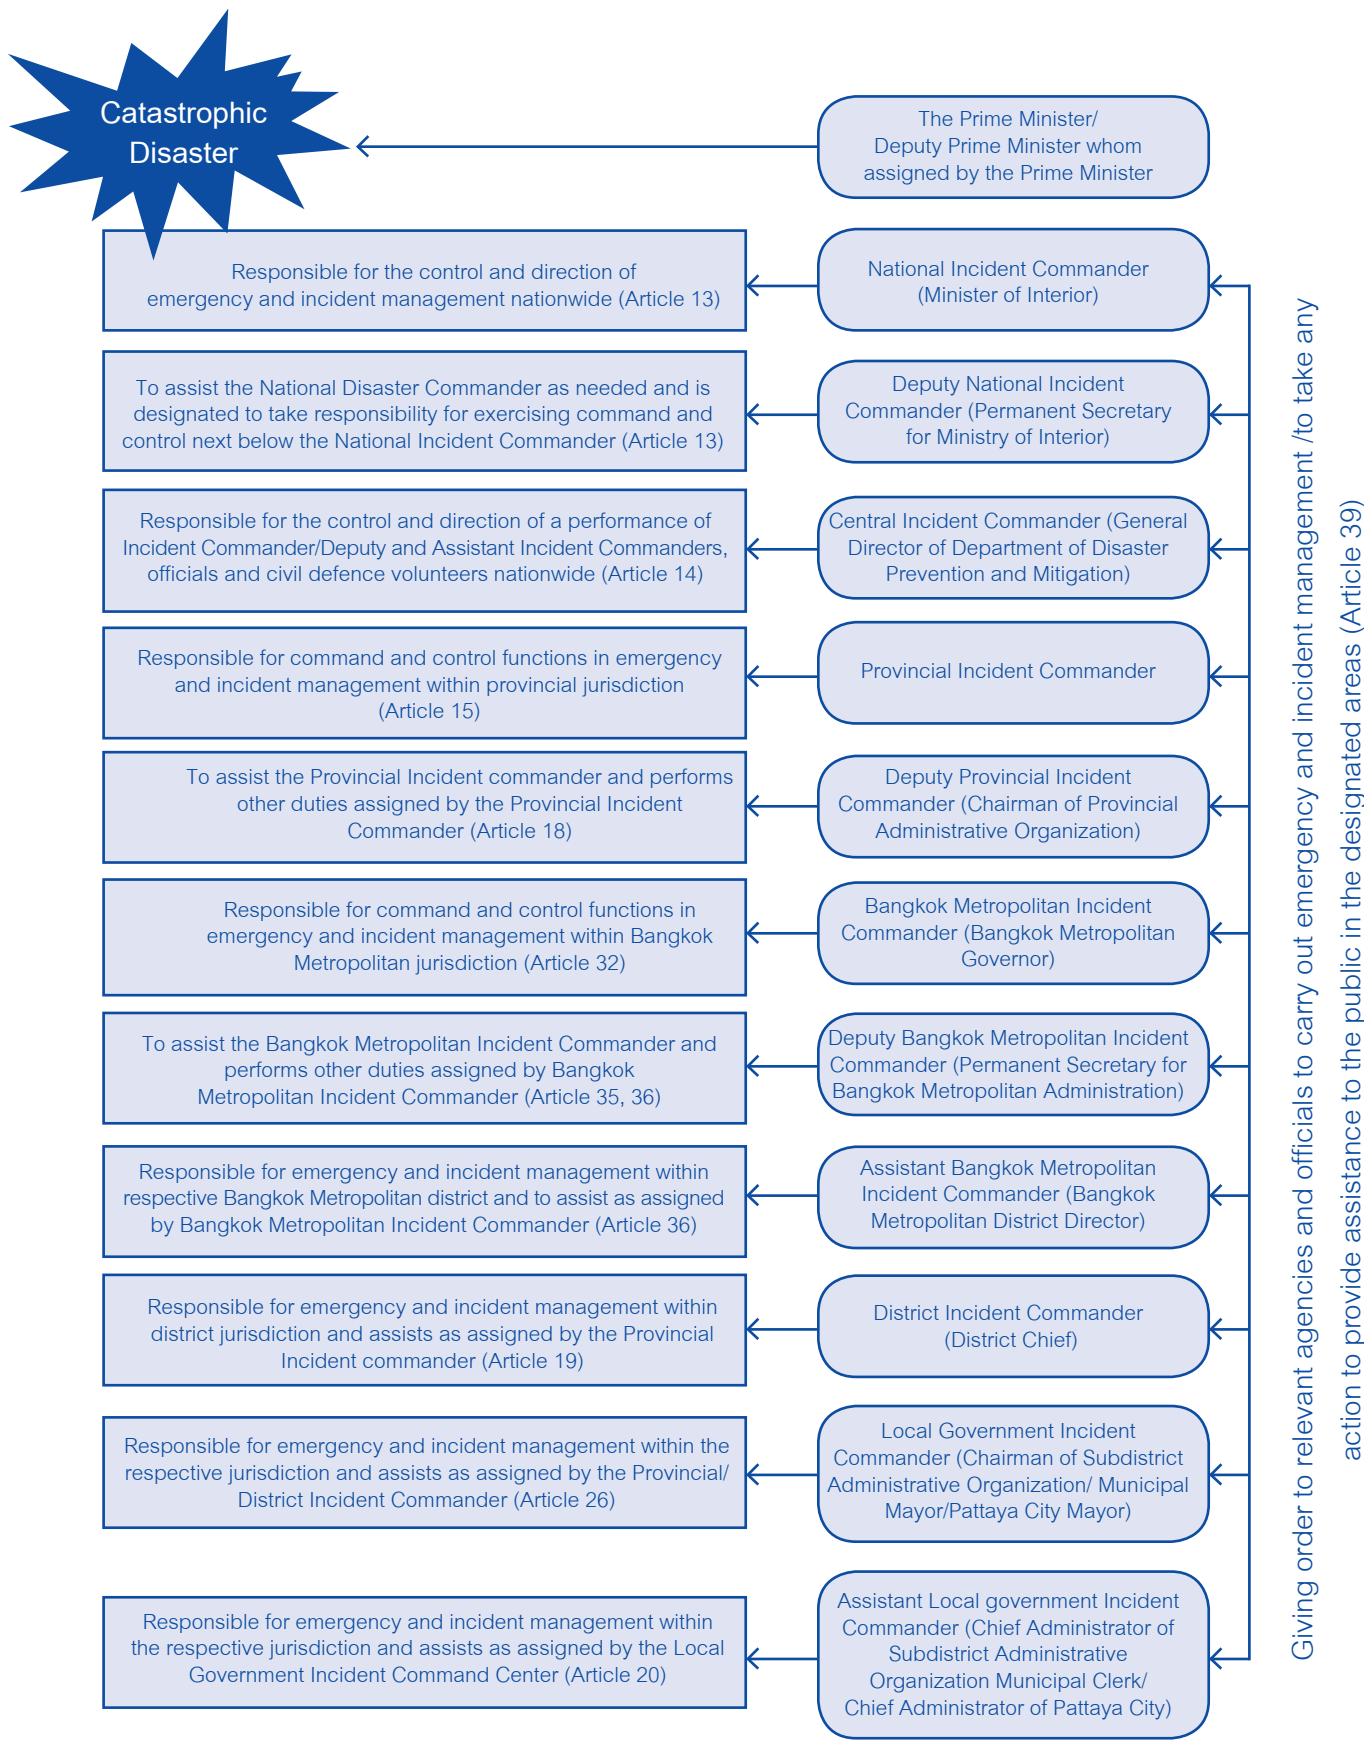 Catastrophic
Disaster
The Prime Minister/
Deputy Prime Minister whom
assigned by the Prime Minister
Responsible for the control and direction of
emergency and incident management nationwide (Article 13)
National Incident Commander
(Minister of Interior)
To assist the National Disaster Commander as needed and is
designated to take responsibility for exercising command and
control next below the National Incident Commander (Article 13)
Deputy National Incident
Commander (Permanent Secretary
for Ministry of Interior)
Responsible for the control and direction of a performance of
Incident Commander/Deputy and Assistant Incident Commanders,
officials and civil defence volunteers nationwide (Article 14)
Central Incident Commander (General
Director of Department of Disaster
Prevention and Mitigation)
Responsible for command and control functions in emergency
and incident management within provincial jurisdiction
(Article 15)
Provincial Incident Commander
To assist the Provincial Incident commander and performs
other duties assigned by the Provincial Incident
Commander (Article 18)
Deputy Provincial Incident
Commander (Chairman of Provincial
Administrative Organization)
Responsible for command and control functions in
emergency and incident management within Bangkok
Metropolitan jurisdiction (Article 32)
Bangkok Metropolitan Incident
Commander (Bangkok Metropolitan
Governor)
To assist the Bangkok Metropolitan Incident Commander and
performs other duties assigned by Bangkok
Metropolitan Incident Commander (Article 35, 36)
Deputy Bangkok Metropolitan Incident
Commander (Permanent Secretary for
Bangkok Metropolitan Administration)
Responsible for emergency and incident management within
respective Bangkok Metropolitan district and to assist as assigned
by Bangkok Metropolitan Incident Commander (Article 36)
Assistant Bangkok Metropolitan
Incident Commander (Bangkok
Metropolitan District Director)
Responsible for emergency and incident management within
district jurisdiction and assists as assigned by the Provincial
Incident commander (Article 19)
District Incident Commander
(District Chief)
Responsible for emergency and incident management within the
respective jurisdiction and assists as assigned by the Provincial/
District Incident Commander (Article 26)
Local Government Incident
Commander (Chairman of Subdistrict
Administrative Organization/ Municipal
Mayor/Pattaya City Mayor)
Responsible for emergency and incident management within
the respective jurisdiction and assists as assigned by the Local
Government Incident Command Center (Article 20)
Assistant Local government Incident
Commander (Chief Administrator of
Subdistrict Administrative
Organization Municipal Clerk/
Chief Administrator of Pattaya City)
Giving order to relevant agencies and officials to carry out emergency and incident management /to take any
action to provide assistance to the public in the designated areas (Article 39)